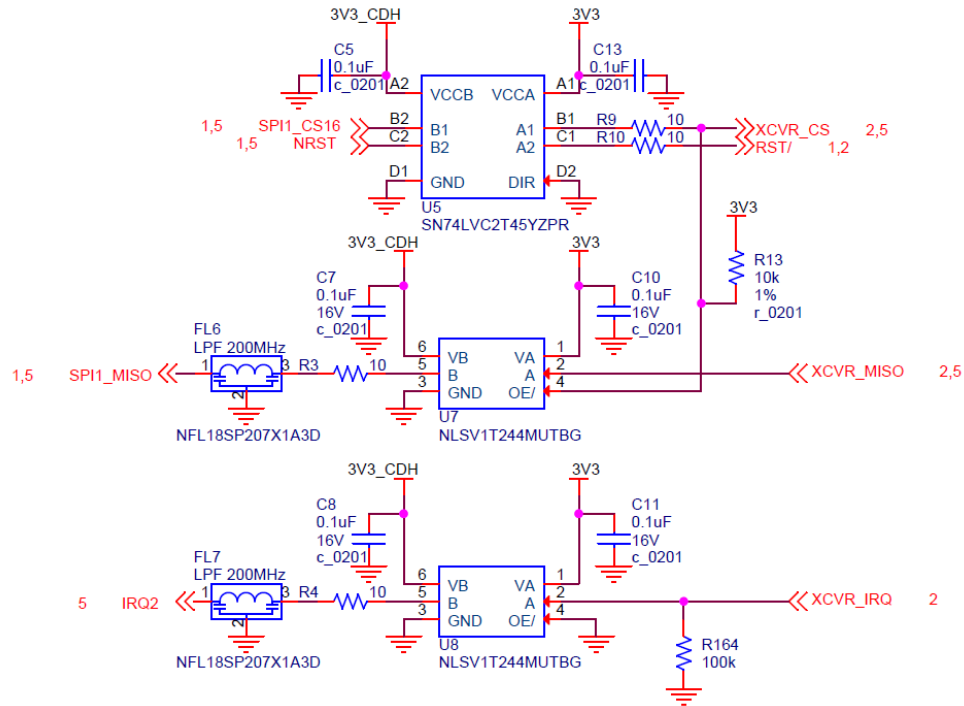 3V3_CDH
3V3
C5
0.1uF
c_0201
C13
0.1uF
c_0201
A2
VCCB
VCCA
A1
1,5
SPI1_CS16
B2
B1
A1
B1
R9
10
XCVR_CS
2,5
1,5
NRST
C2
B2
A2
C1
R10
10
RST/
1,2
D1
GND
DIR
D2
U5
SN74LVC2T45YZPR
3V3
3V3_CDH
3V3
R13
10k
1%
r_0201
C7
0.1uF
16V
c_0201
C10
0.1uF
16V
c_0201
FL6
LPF 200MHz
1,5
SPI1_MISO
1
2
3
R3
10
6
VB
VA
1
5
B
A
2
3
GND
OE/
4
XCVR_MISO
2,5
U7
NFL18SP207X1A3D
NLSV1T244MUTBG
3V3_CDH
3V3
C8
0.1uF
16V
c_0201
C11
0.1uF
16V
c_0201
FL7
LPF 200MHz
5
IRQ2
1
2
3
R4
10
6
VB
VA
1
5
B
A
2
3
GND
OE/
4
XCVR_IRQ
2
U8
NFL18SP207X1A3D
NLSV1T244MUTBG
R164
100k